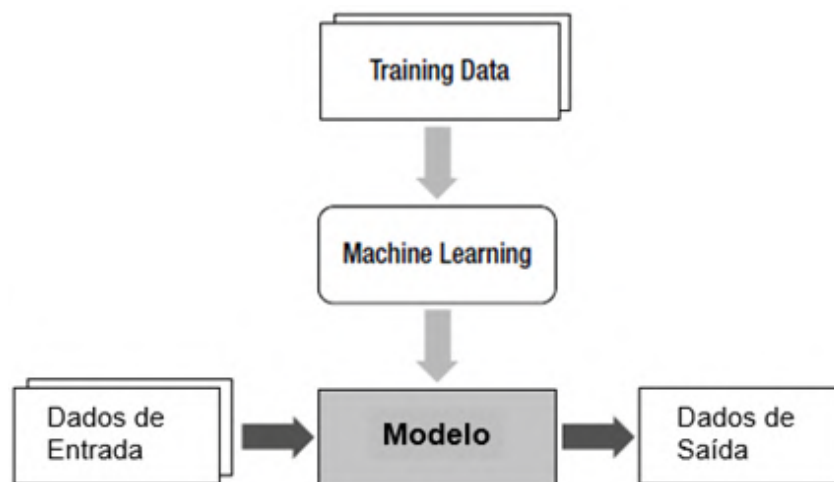 Training Data
Machine Learning
Dados de
Entrada
Modelo
Dados de
Saída